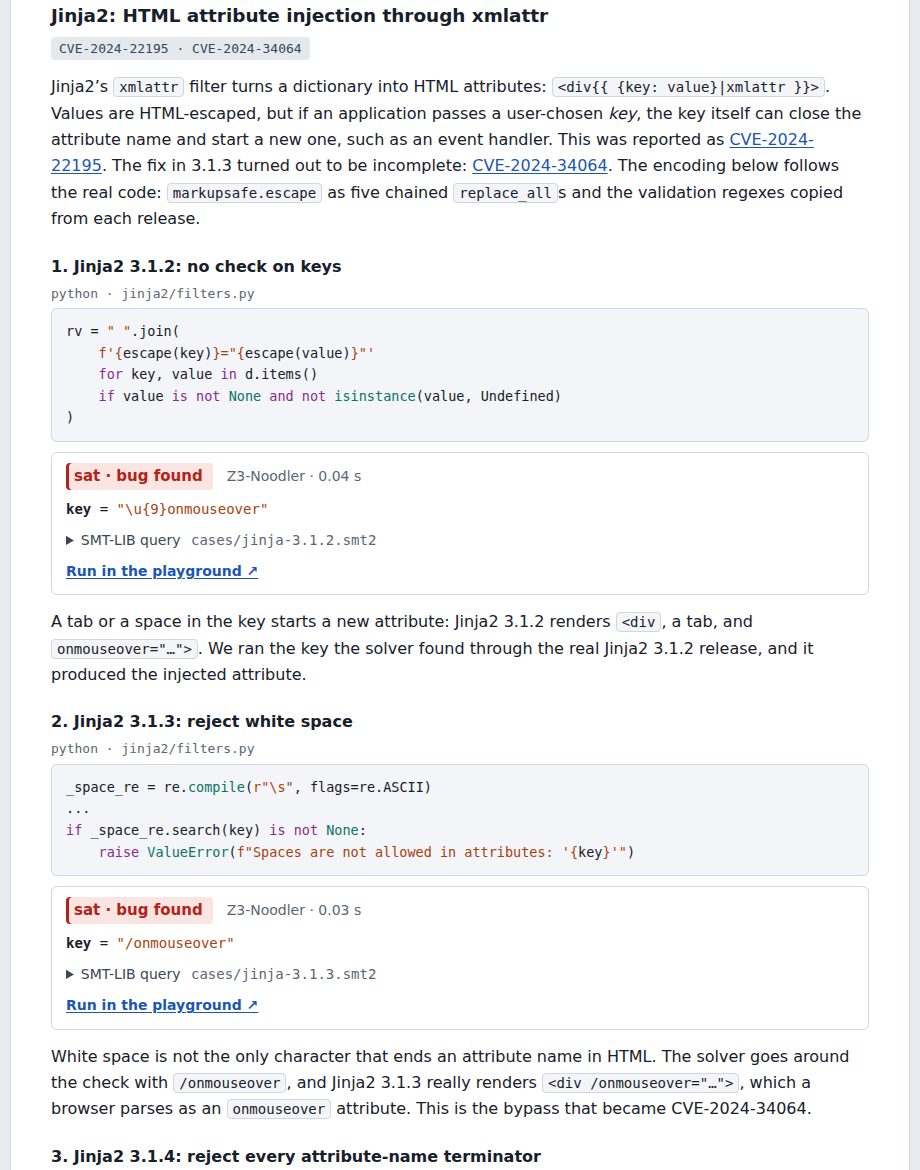 Jinja2: HTML attribute injection through xmlattr
CVE-2024-22195 · CVE-2024-34064
Jinja2’s xmlattr filter turns a dictionary into HTML attributes: <div{{ {key: value}|xmlattr }}>.
Values are HTML-escaped, but if an application passes a user-chosen key, the key itself can close the
attribute name and start a new one, such as an event handler. This was reported as CVE-2024-
22195. The fix in 3.1.3 turned out to be incomplete: CVE-2024-34064. The encoding below follows
the real code: markupsafe.escape as five chained replace_all s and the validation regexes copied
from each release.
1. Jinja2 3.1.2: no check on keys
python · jinja2/filters.py
rv = " ".join(
    f'{escape(key)}="{escape(value)}"'
    for key, value in d.items()
    if value is not None and not isinstance(value, Undefined)
)
sat · bug found Z3-Noodler · 0.04 s
key = "\u{9}onmouseover"
▶ SMT-LIB query cases/jinja-3.1.2.smt2
Run in the playground ↗
A tab or a space in the key starts a new attribute: Jinja2 3.1.2 renders <div, a tab, and
onmouseover="…">. We ran the key the solver found through the real Jinja2 3.1.2 release, and it
produced the injected attribute.
2. Jinja2 3.1.3: reject white space
python · jinja2/filters.py
_space_re = re.compile(r"\s", flags=re.ASCII)
...
if _space_re.search(key) is not None:
    raise ValueError(f"Spaces are not allowed in attributes: '{key}'")
sat · bug found Z3-Noodler · 0.03 s
key = "/onmouseover"
▶ SMT-LIB query cases/jinja-3.1.3.smt2
Run in the playground ↗
White space is not the only character that ends an attribute name in HTML. The solver goes around
the check with /onmouseover, and Jinja2 3.1.3 really renders <div /onmouseover="…">, which a
browser parses as an onmouseover attribute. This is the bypass that became CVE-2024-34064.
3. Jinja2 3.1.4: reject every attribute-name terminator